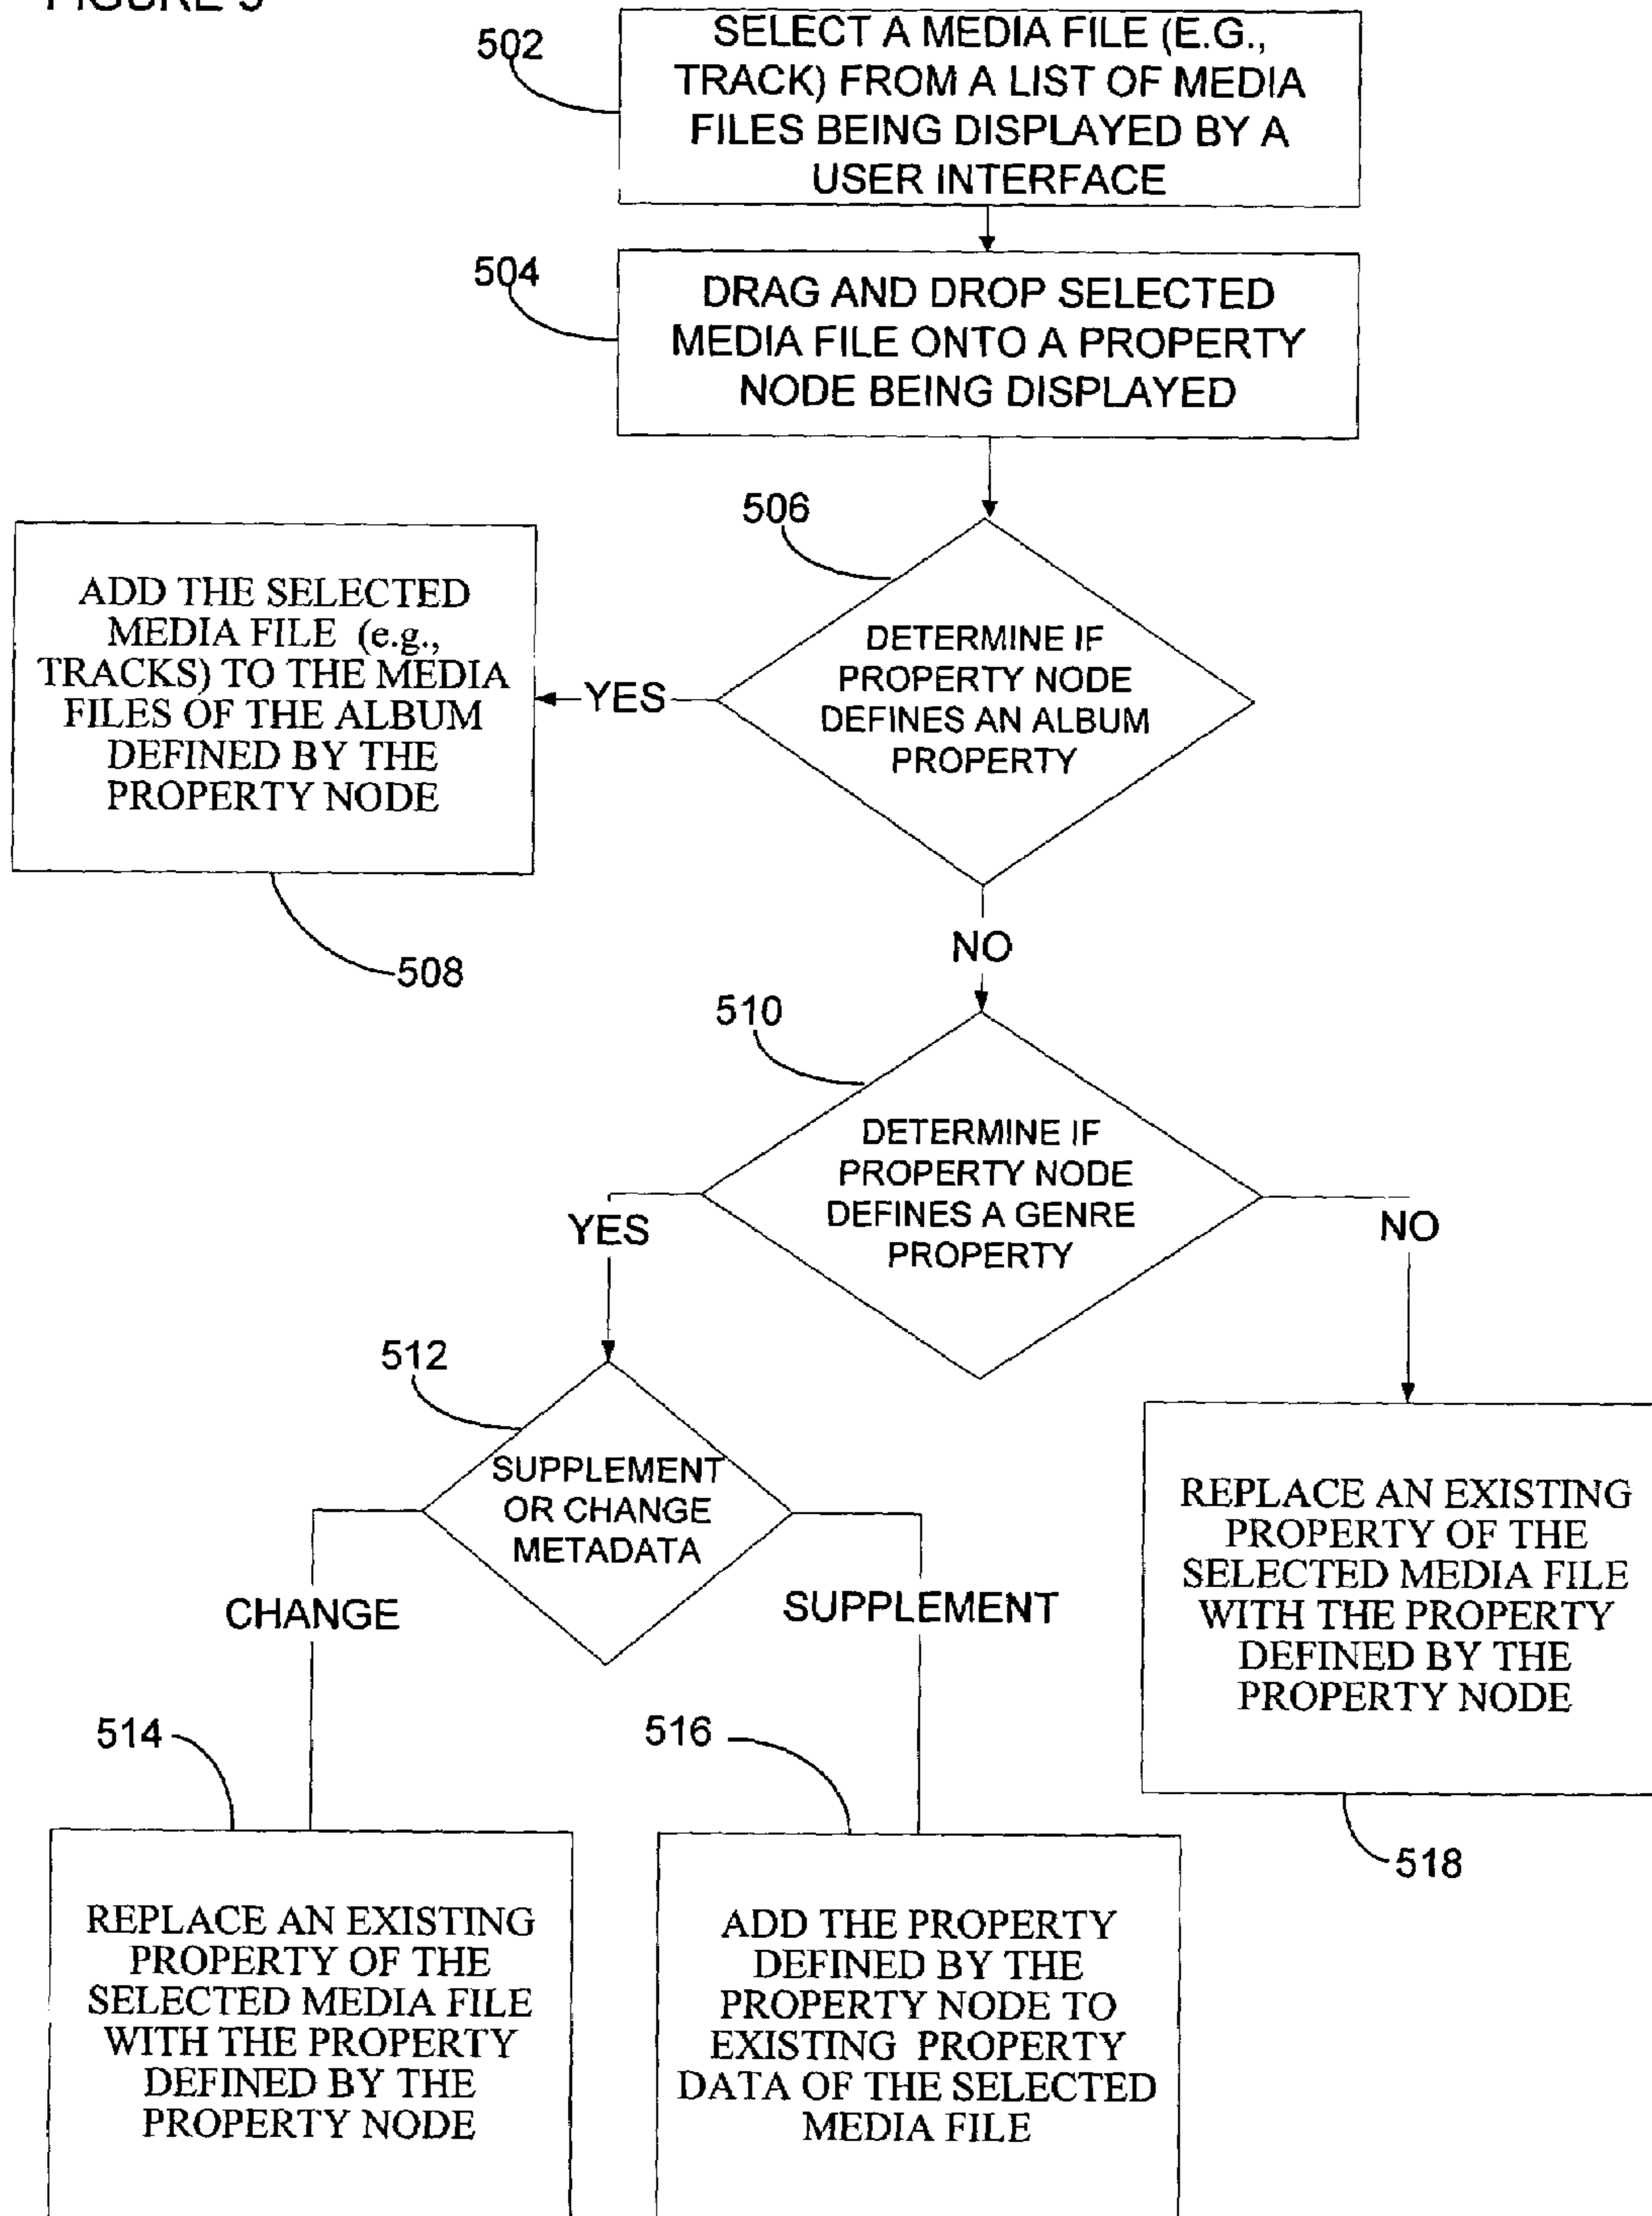 502
SELECT A MEDIA FILE (E.G.,
TRACK) FROM A LIST OF MEDIA
FILES BEING DISPLAYED BY A
USER INTERFACE
504
DRAG AND DROP SELECTED
MEDIA FILE ONTO A PROPERTY
NODE BEING DISPLAYED
506
DETERMINE IF
PROPERTY NODE
DEFINES AN ALBUM
PROPERTY
YES
ADD THE SELECTED
MEDIA FILE (e.g.,
TRACKS) TO THE MEDIA
FILES OF THE ALBUM
DEFINED BY THE
PROPERTY NODE
508
NO
510
DETERMINE IF
PROPERTY NODE
DEFINES A GENRE
PROPERTY
YES
NO
512
SUPPLEMENT
OR CHANGE
METADATA
CHANGE
SUPPLEMENT
REPLACE AN EXISTING
PROPERTY OF THE
SELECTED MEDIA FILE
WITH THE PROPERTY
DEFINED BY THE
PROPERTY NODE
518
514
REPLACE AN EXISTING
PROPERTY OF THE
SELECTED MEDIA FILE
WITH THE PROPERTY
DEFINED BY THE
PROPERTY NODE
516
ADD THE PROPERTY
DEFINED BY THE
PROPERTY NODE TO
EXISTING PROPERTY
DATA OF THE SELECTED
MEDIA FILE